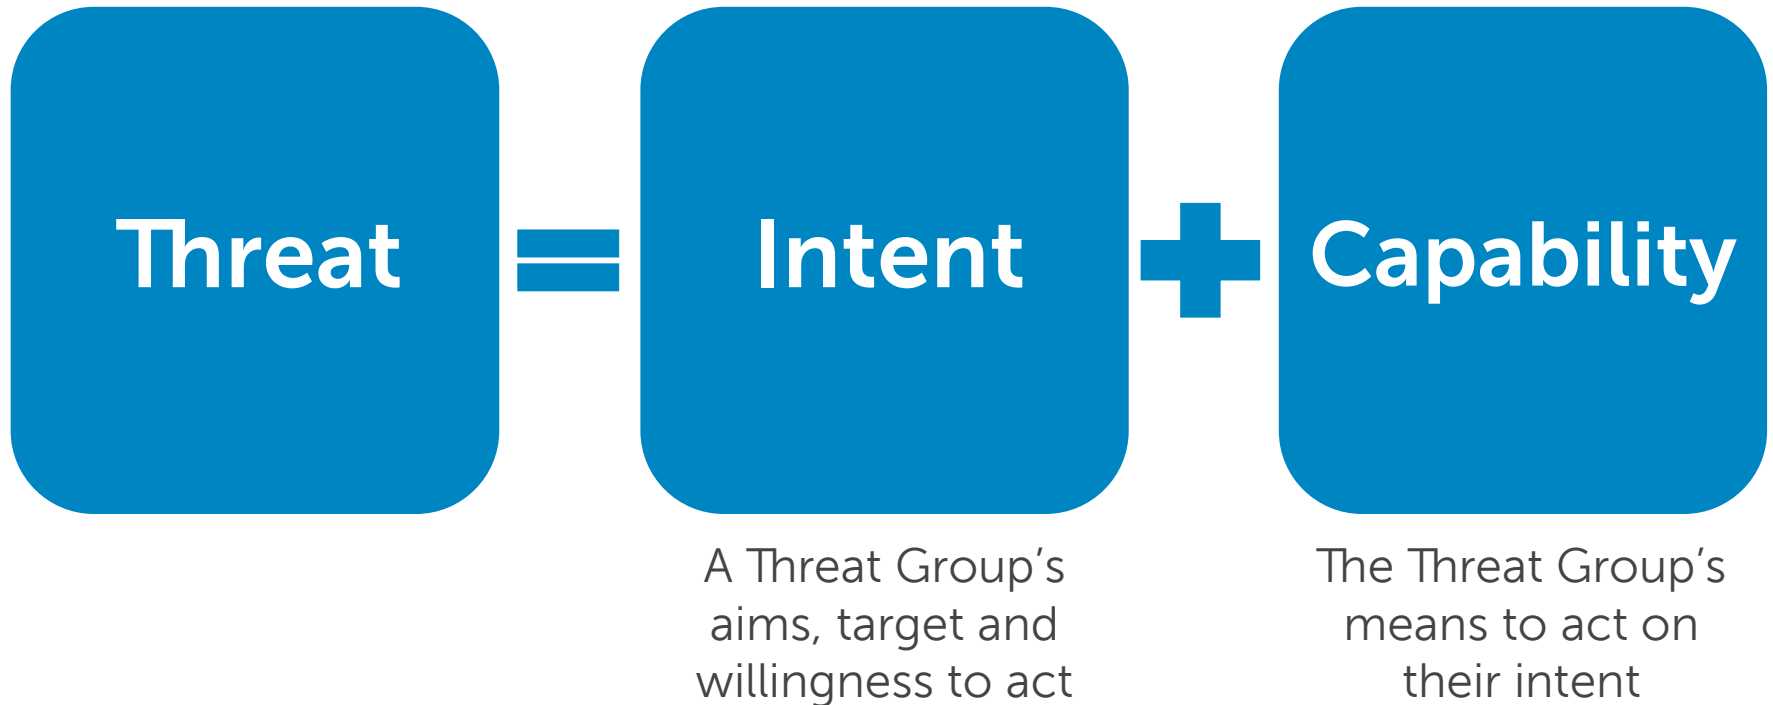 Threat = Intent + Capability
A Threat Group’s
aims, target and
willingness to act
The Threat Group’s
means to act on
their intent